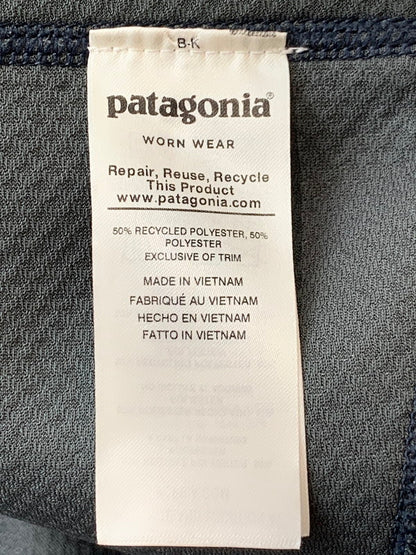 B-K
patagonia®
WORN WEAR
Repair, Reuse, Recycle
This Product
www.patagonia.com
50% RECYCLED POLYESTER, 50%
POLYESTER
EXCLUSIVE OF TRIM
MADE IN VIETNAM
FABRIQUÉ AU VIETNAM
HECHO EN VIETNAM
FATTO IN VIETNAM